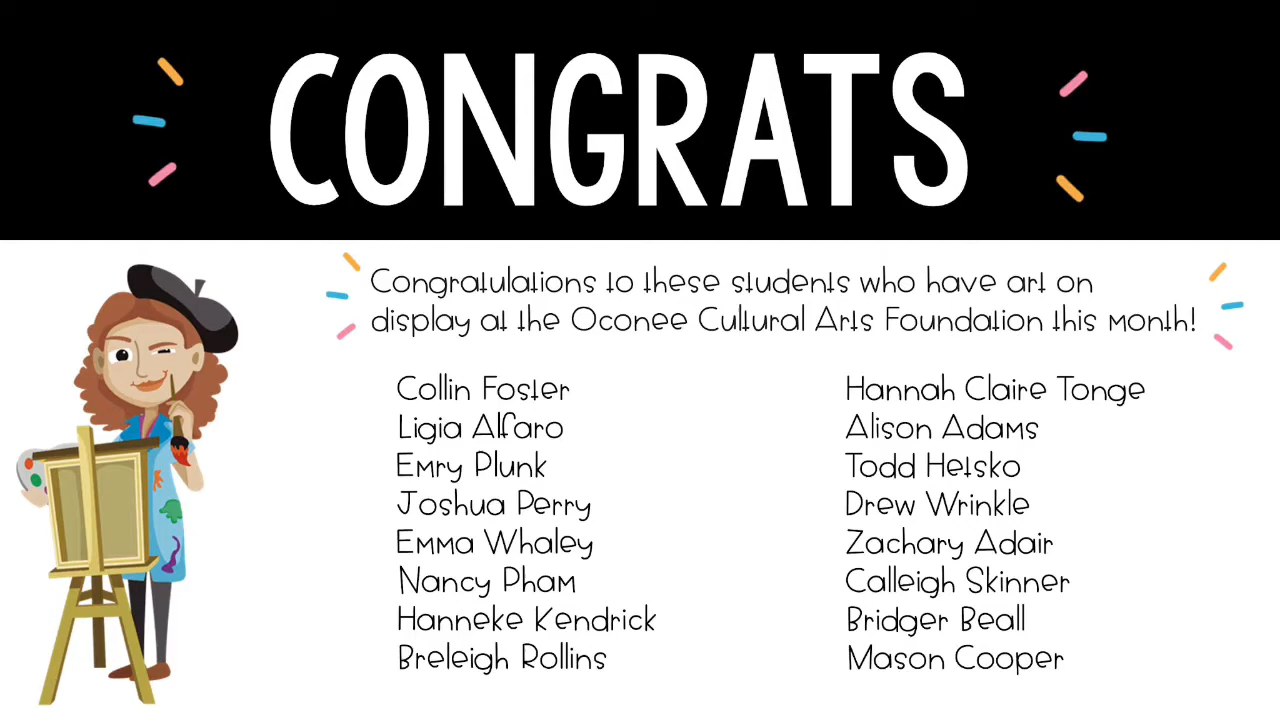 CONGRATS
Congratulations to these students who have art on
display at the Oconee Cultural Arts Foundation this month!
Collin Foster
Ligia Alfaro
Emry Plunk
Joshua Perry
Emma Whaley
Nancy Pham
Hanneke Kendrick
Breleigh Rollins
Hannah Claire Tonge
Alison Adams
Todd Hetsko
Drew Wrinkle
Zachary Adair
Calleigh Skinner
Bridger Beall
Mason Cooper